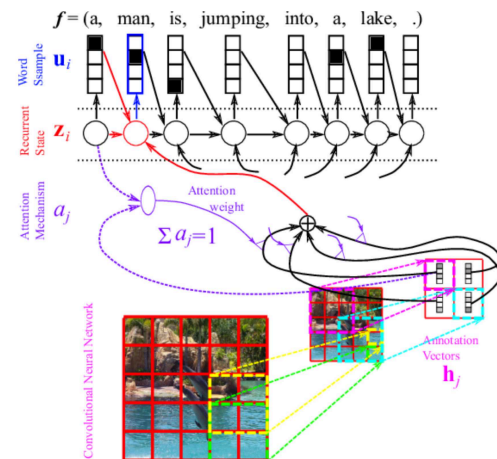 f = (a, man, is, jumping, into, a, lake, .)
Word
Ssample
u_i
Recurrent
State
z_i
Attention
Mechanism
a_j
Attention
weight
Σ a_j=1
Convolutional Neural Network
Annotation
Vectors
h_j